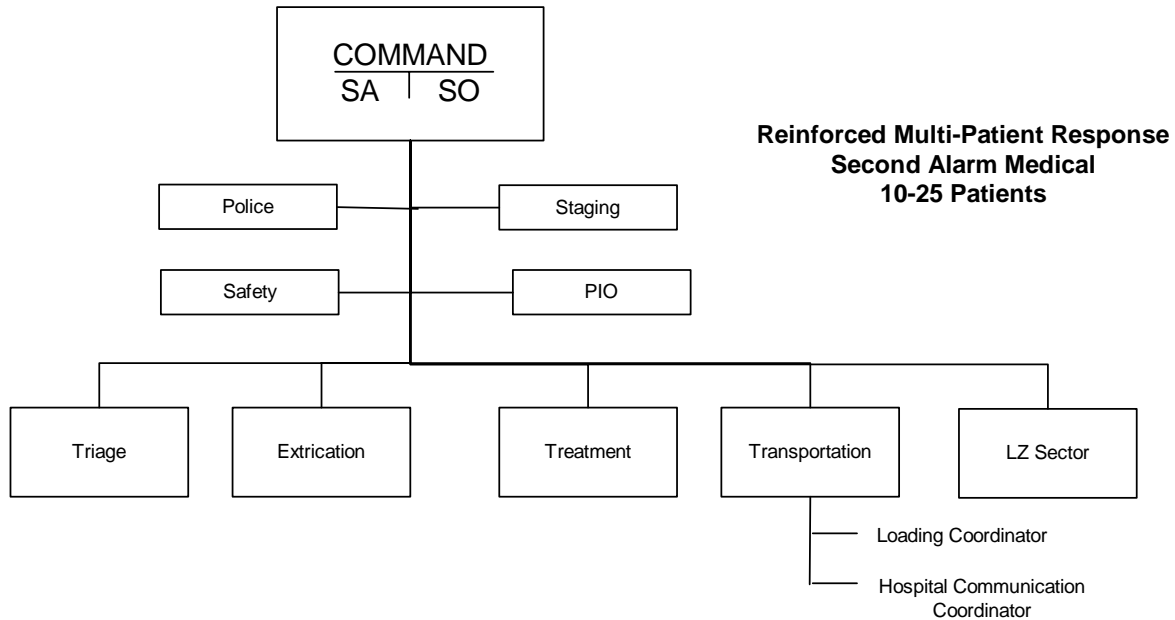 COMMAND
SA SO
Reinforced Multi-Patient Response
Second Alarm Medical
10-25 Patients
Police
Staging
Safety
PIO
Triage
Extrication
Treatment
Transportation
LZ Sector
Loading Coordinator
Hospital Communication
Coordinator